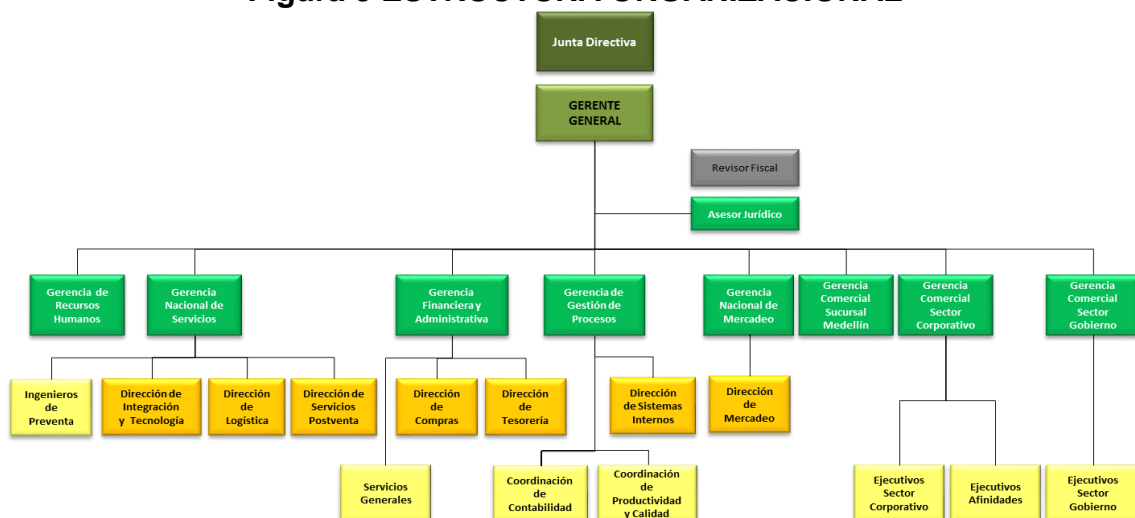 Junta Directiva
GERENTE
GENERAL
Revisor Fiscal
Asesor Jurídico
Gerencia de
Recursos
Humanos
Gerencia
Nacional de
Servicios
Gerencia
Financiera y
Administrativa
Gerencia de
Gestión de
Procesos
Gerencia
Nacional de
Mercadeo
Gerencia
Comercial
Sucursal
Medellín
Gerencia
Comercial
Sector
Corporativo
Gerencia
Comercial
Sector
Gobierno
Ingenieros
de
Preventa
Dirección de
Integración
y Tecnología
Dirección
de
Logística
Dirección de
Servicios
Postventa
Dirección
de
Compras
Dirección
de
Tesorería
Dirección
de Sistemas
Internos
Dirección
de
Mercadeo
Servicios
Generales
Coordinación
de
Contabilidad
Coordinación
de
Productividad
y Calidad
Ejecutivos
Sector
Corporativo
Ejecutivos
Afinidades
Ejecutivos
Sector
Gobierno